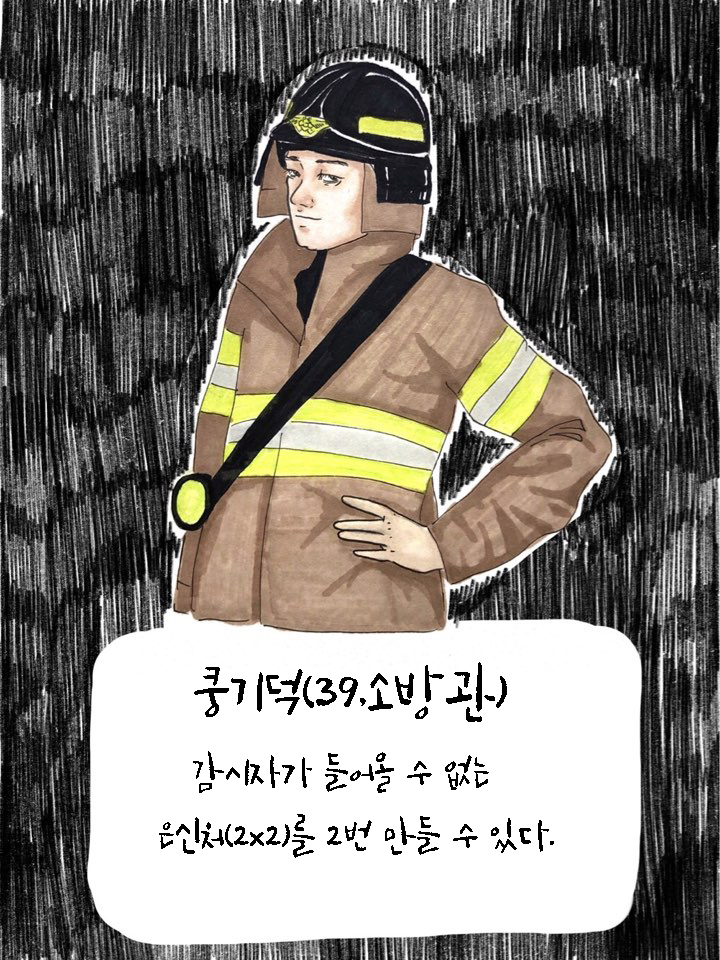 쿵기덕(39.소방관)
감시자가 들어올 수 없는
은신처(2x2)를 2번 만들 수 있다.